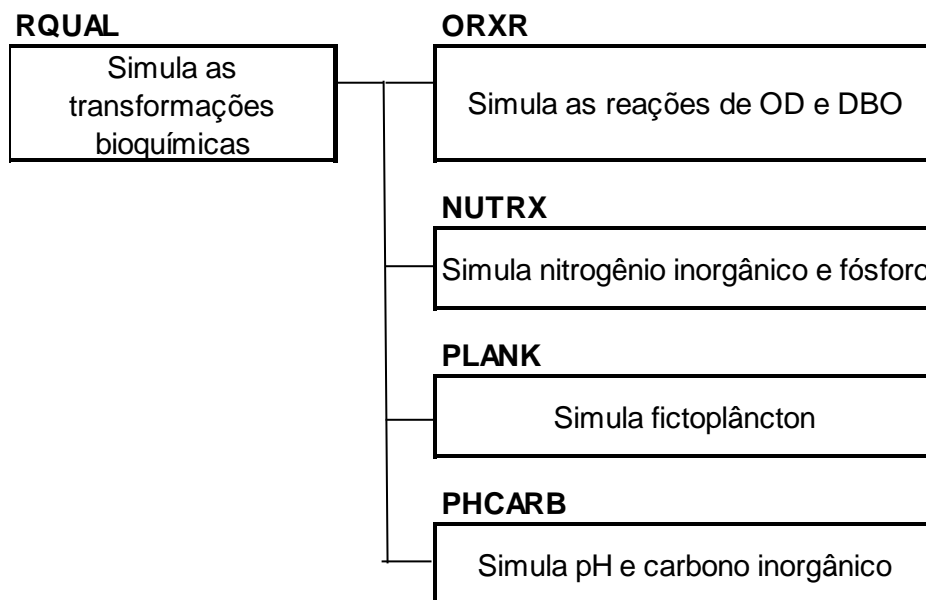 RQUAL
Simula as
transformações
bioquímicas
ORXR
Simula as reações de OD e DBO
NUTRX
Simula nitrogênio inorgânico e fósforo
PLANK
Simula fictoplâncton
PHCARB
Simula pH e carbono inorgânico